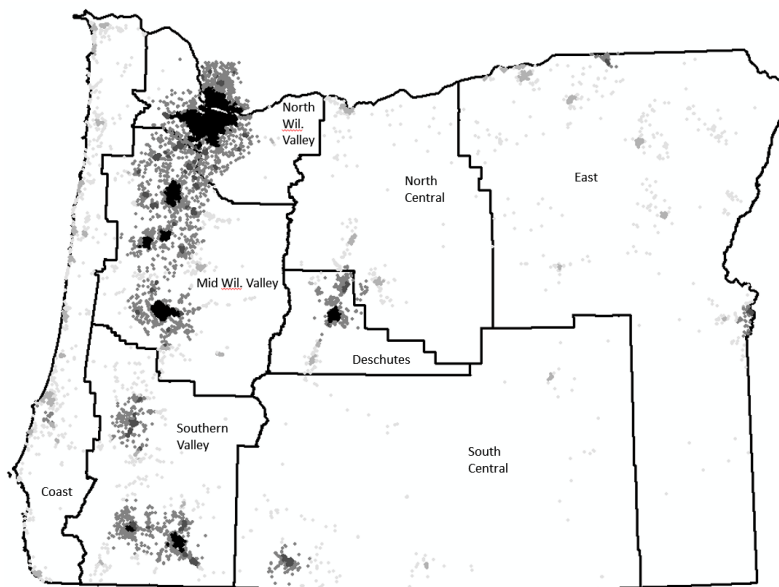 North
Wil.
Valley
North
Central
East
Mid Wil. Valley
Deschutes
Southern
Valley
South
Central
Coast